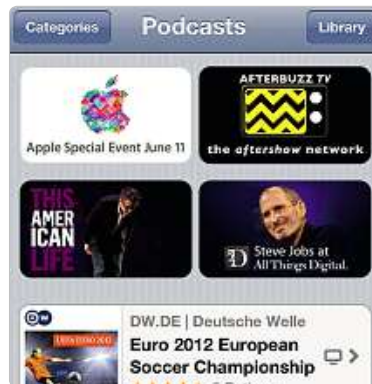 Categories
Podcasts
Library
Apple Special Event June 11
AFTERBUZZ TV
the aftershow network
THIS
AMER
ICAN
LIFE
Steve Jobs at
All Things Digital.
D
DW
DW.DE | Deutsche Welle
Euro 2012 European
Soccer Championship